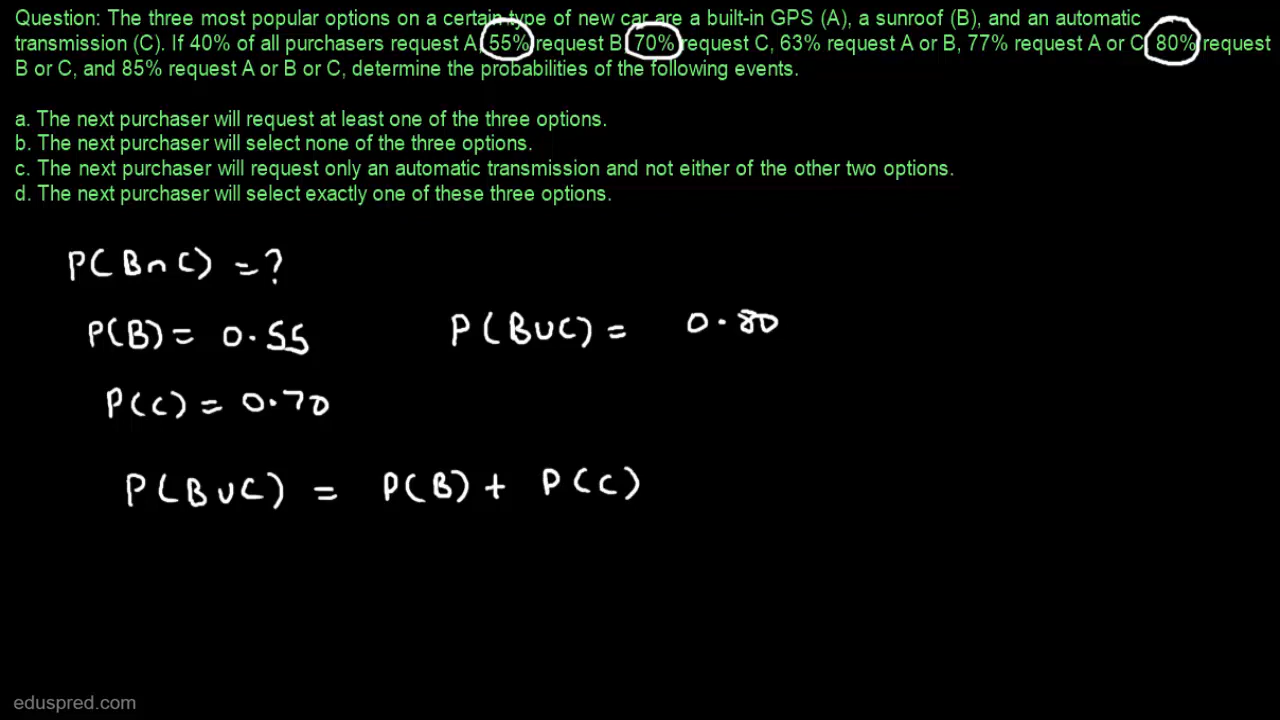 Question: The three most popular options on a certain type of new car are a built-in GPS (A), a sunroof (B), and an automatic
transmission (C). If 40% of all purchasers request A, 55% request B, 70% request C, 63% request A or B, 77% request A or C, 80% request
B or C, and 85% request A or B or C, determine the probabilities of the following events.
a. The next purchaser will request at least one of the three options.
b. The next purchaser will select none of the three options.
c. The next purchaser will request only an automatic transmission and not either of the other two options.
d. The next purchaser will select exactly one of these three options.
P(B∩C) = ?
P(B) = 0.55 P(B∪C) = 0.80
P(C) = 0.70
P(B∪C) = P(B) + P(C)
eduspred.com